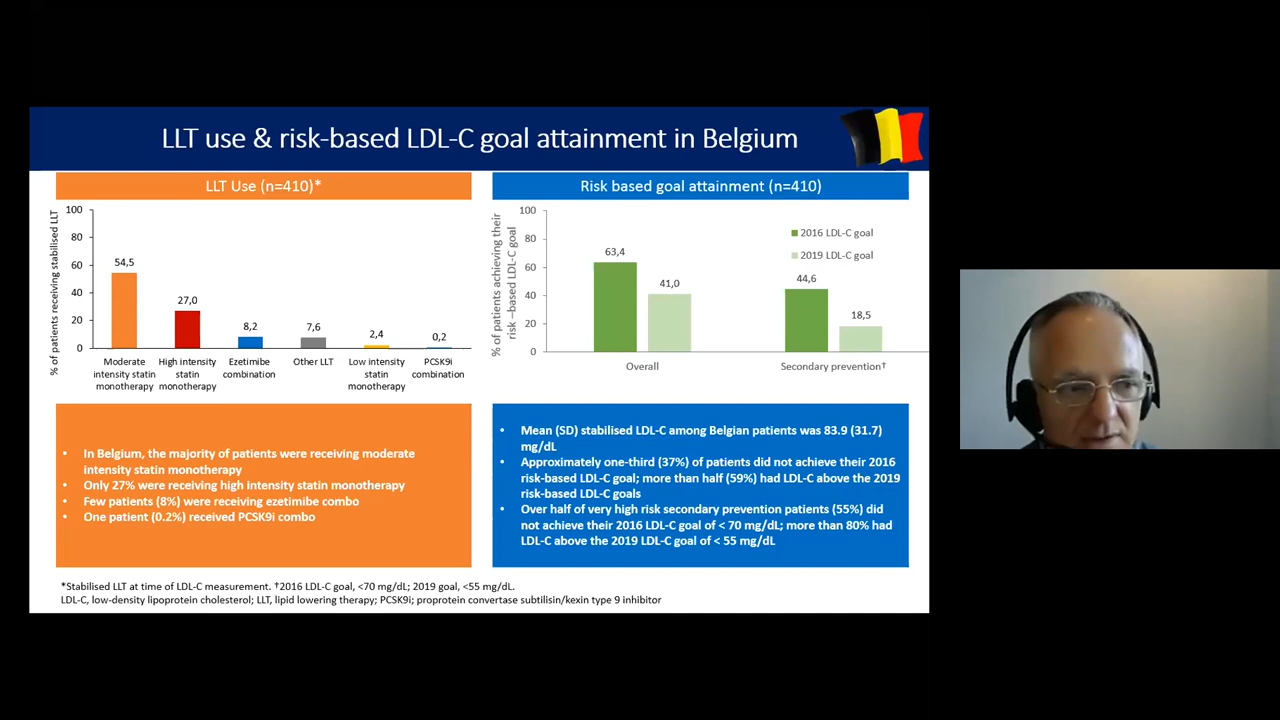 LLT use & risk-based LDL-C goal attainment in Belgium
LLT Use (n=410)*
% of patients receiving stabilised LLT
100
80
60
40
20
0
54,5
27,0
8,2
7,6
2,4
0,2
Moderate
intensity statin
monotherapy
High intensity
statin
monotherapy
Ezetimibe
combination
Other LLT
Low intensity
statin
monotherapy
PCSK9i
combination
Risk based goal attainment (n=410)
% of patients achieving their
risk –based LDL-C goal
100
80
60
40
20
0
2016 LDL-C goal
2019 LDL-C goal
63,4
41,0
44,6
18,5
Overall
Secondary prevention†
• In Belgium, the majority of patients were receiving moderate
intensity statin monotherapy
• Only 27% were receiving high intensity statin monotherapy
• Few patients (8%) were receiving ezetimibe combo
• One patient (0.2%) received PCSK9i combo
• Mean (SD) stabilised LDL-C among Belgian patients was 83.9 (31.7)
mg/dL
• Approximately one-third (37%) of patients did not achieve their 2016
risk-based LDL-C goal; more than half (59%) had LDL-C above the 2019
risk-based LDL-C goals
• Over half of very high risk secondary prevention patients (55%) did
not achieve their 2016 LDL-C goal of < 70 mg/dL; more than 80% had
LDL-C above the 2019 LDL-C goal of < 55 mg/dL
*Stabilised LLT at time of LDL-C measurement. †2016 LDL-C goal, <70 mg/dL; 2019 goal, <55 mg/dL.
LDL-C, low-density lipoprotein cholesterol; LLT, lipid lowering therapy; PCSK9i; proprotein convertase subtilisin/kexin type 9 inhibitor